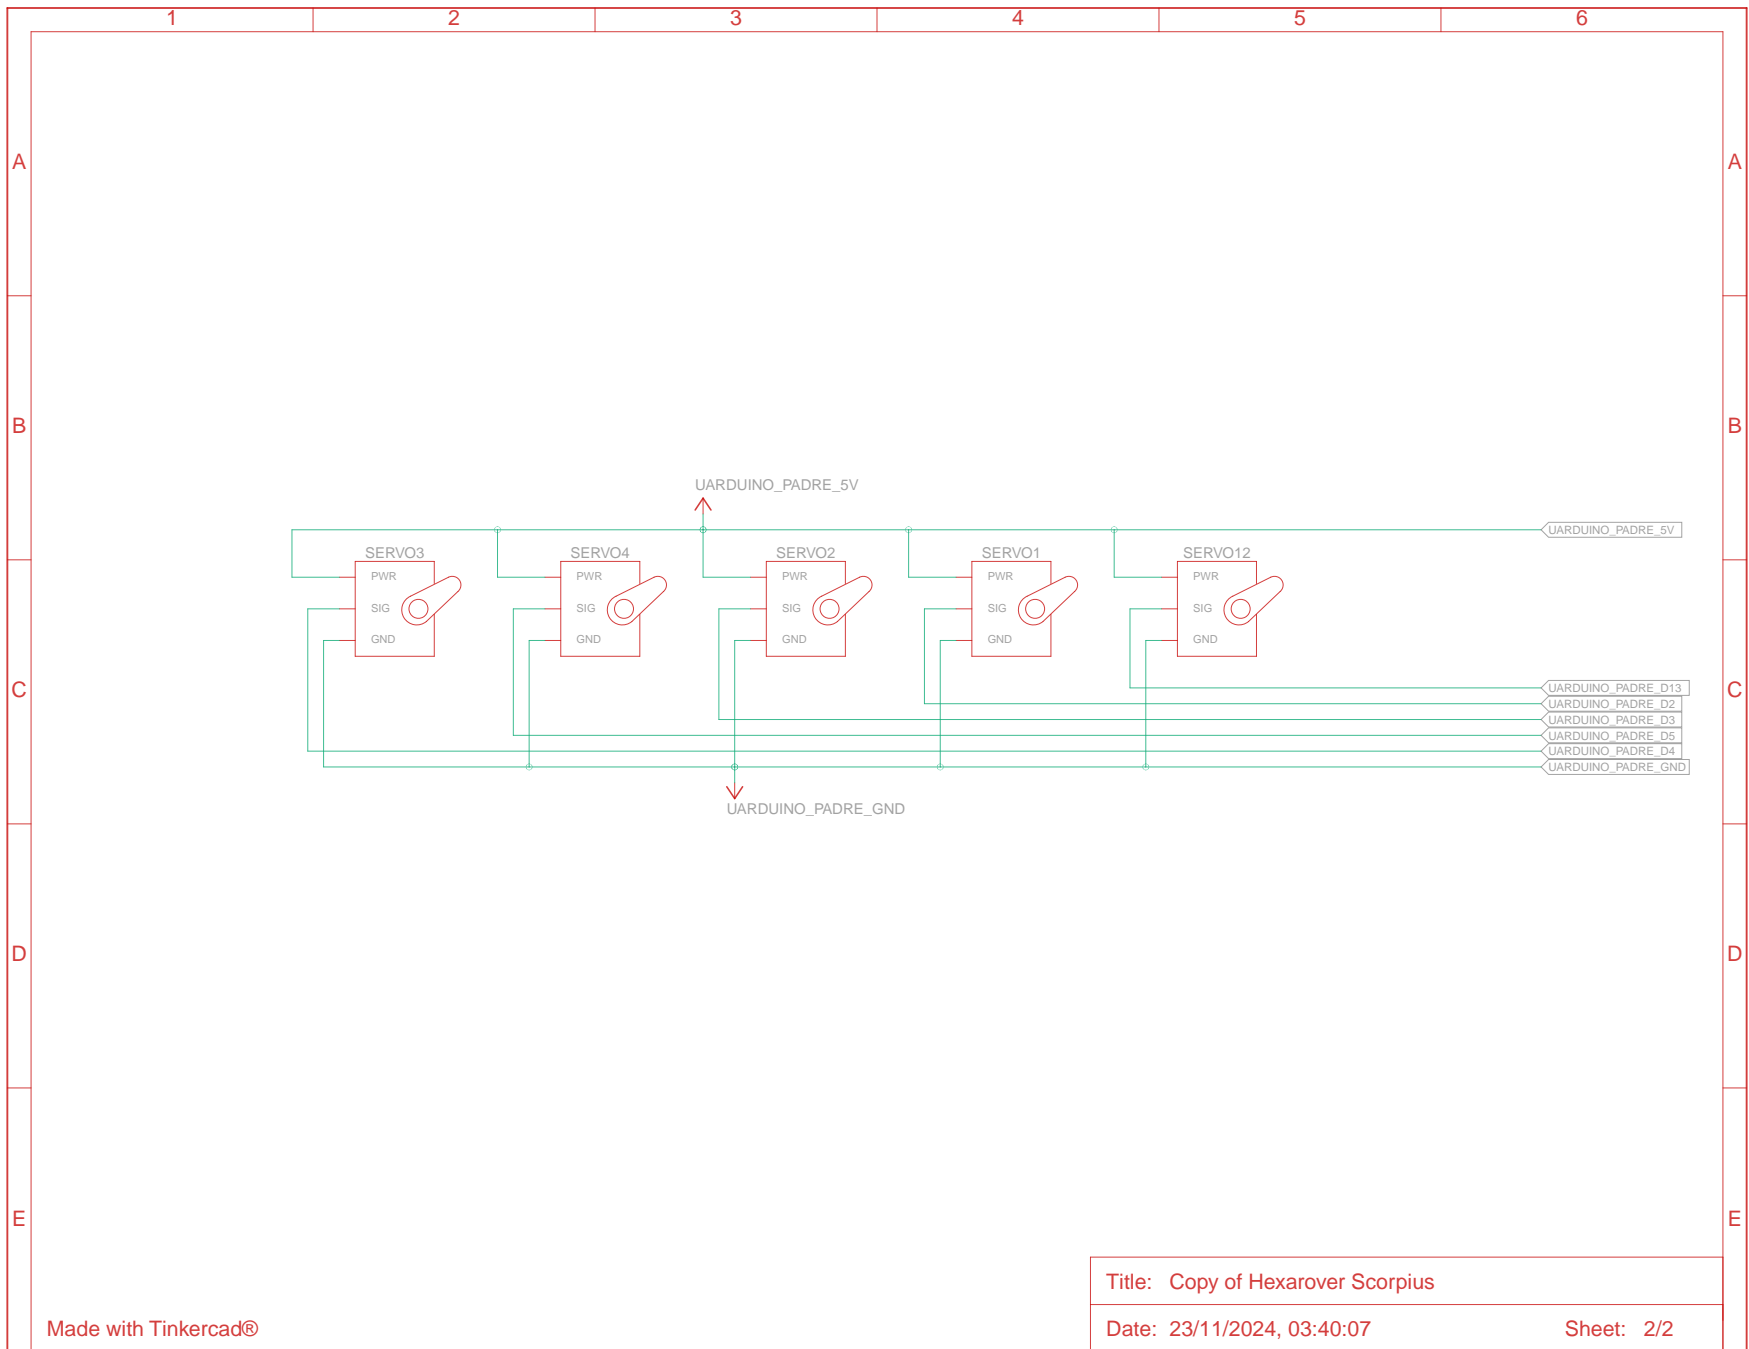 1 2 3 4 5 6
A A
B B
UARDUINO_PADRE_5V
UARDUINO_PADRE_5V
SERVO3 SERVO4 SERVO2 SERVO1 SERVO12
PWR PWR PWR PWR PWR
SIG SIG SIG SIG SIG
GND GND GND GND GND
C C
UARDUINO_PADRE_D13
UARDUINO_PADRE_D2
UARDUINO_PADRE_D3
UARDUINO_PADRE_D5
UARDUINO_PADRE_D4
UARDUINO_PADRE_GND
UARDUINO_PADRE_GND
D D
E E
Title: Copy of Hexarover Scorpius
Made with Tinkercad® Date: 23/11/2024, 03:40:07 Sheet: 2/2